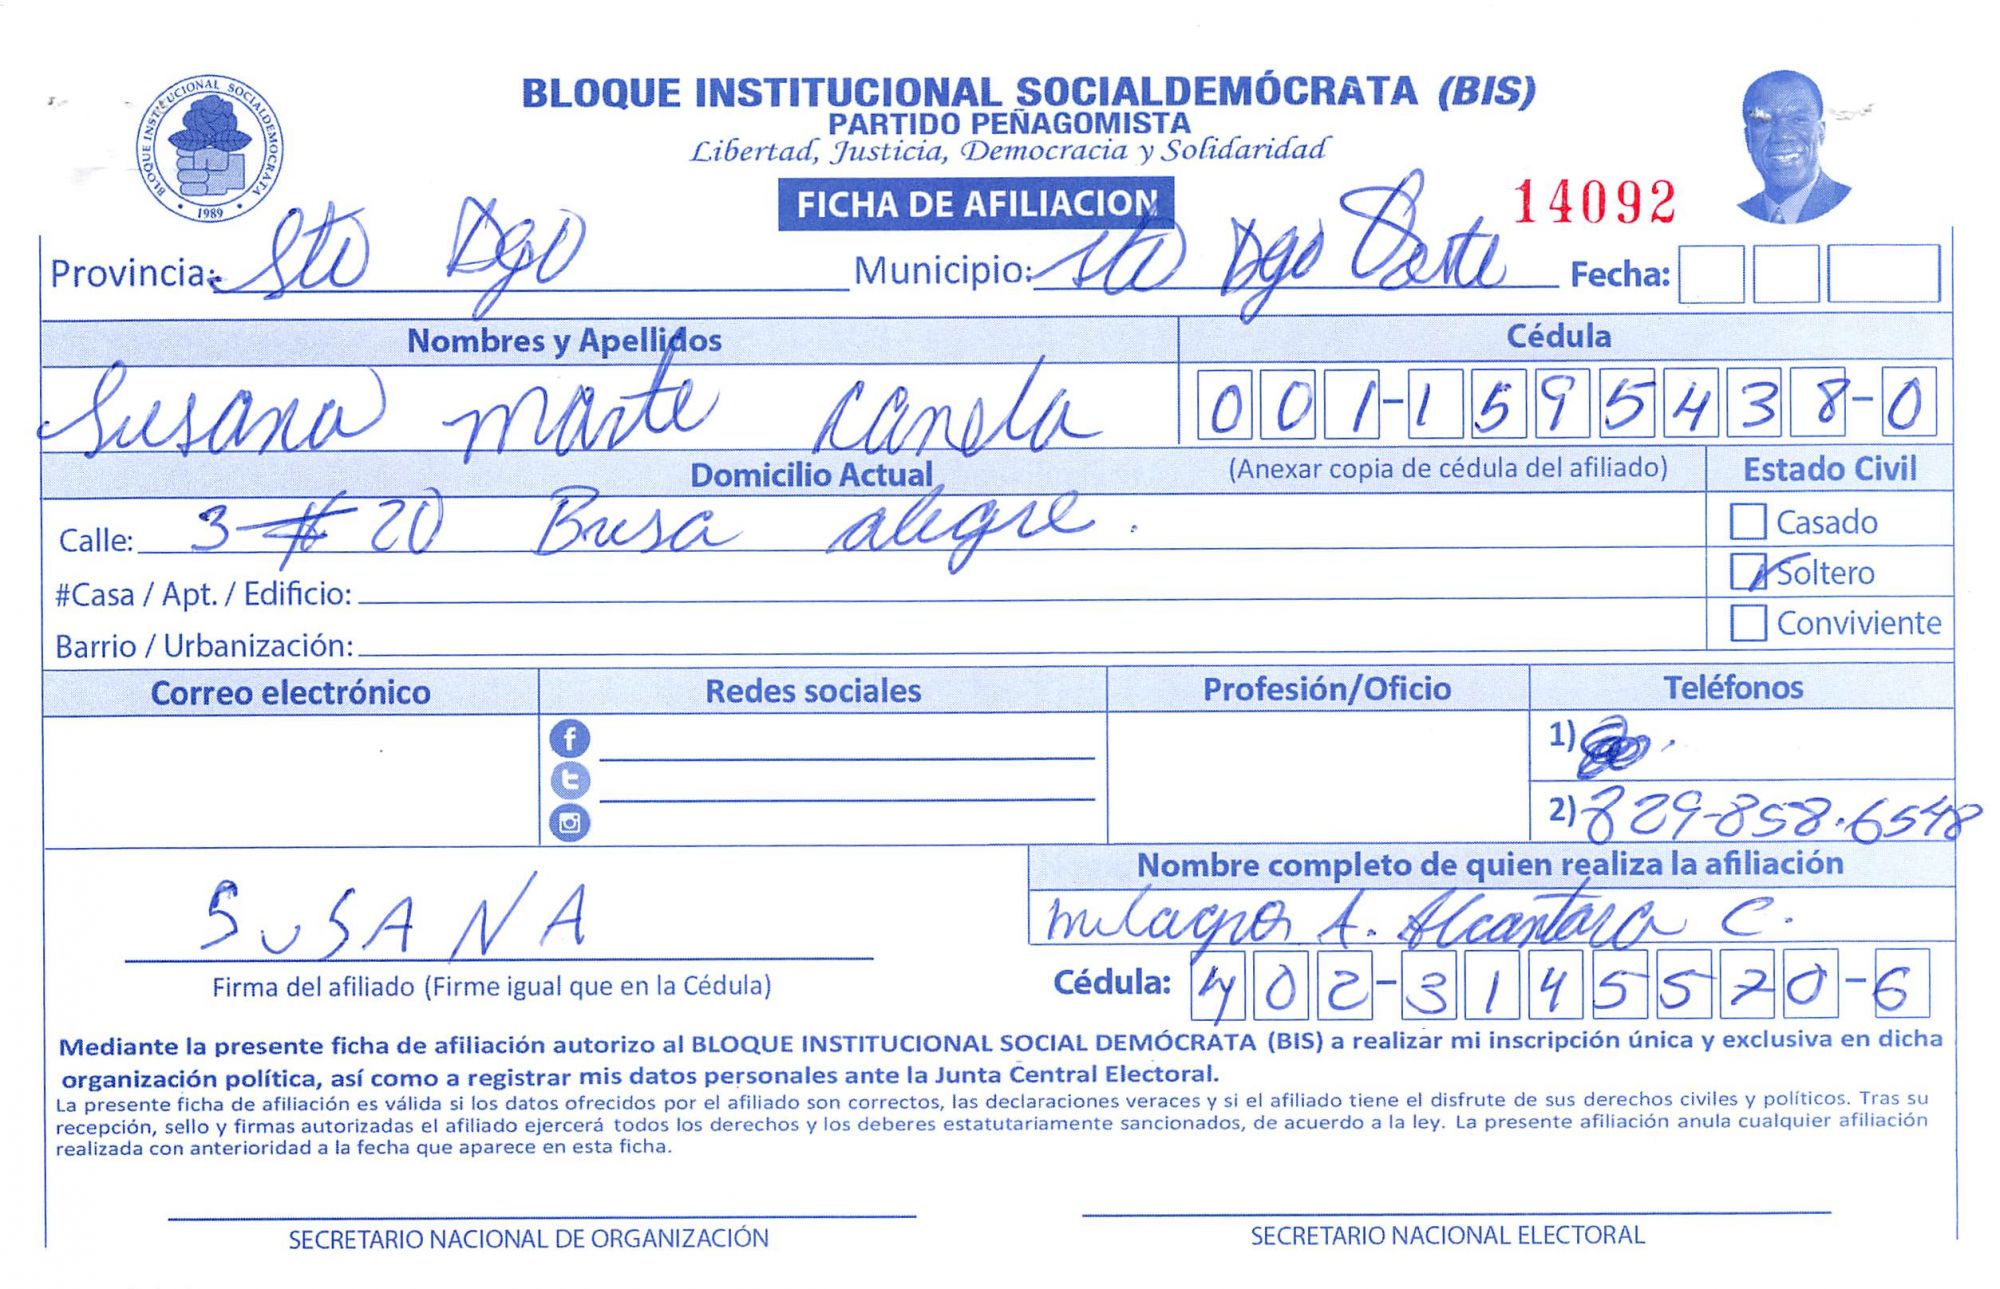 BLOQUE INSTITUCIONAL SOCIALDEMOCRATA
• 1989 •
BLOQUE INSTITUCIONAL SOCIALDEMÓCRATA (BIS)
PARTIDO PEÑAGOMISTA
Libertad, Justicia, Democracia y Solidaridad
FICHA DE AFILIACION
14092
Provincia: Sto Dgo Municipio: Sto Dgo Oeste Fecha:
Nombres y Apellidos Cédula
Susana Marte Canela 001-1595438-0
Domicilio Actual (Anexar copia de cédula del afiliado) Estado Civil
Calle: 3 # 20 Brisa alegre. Casado
#Casa / Apt. / Edificio: Soltero
Barrio / Urbanización: Conviviente
Correo electrónico Redes sociales Profesión/Oficio Teléfonos
1)
2) 829-858.6548
Nombre completo de quien realiza la afiliación
SUSANA milagros A. Alcantara C.
Firma del afiliado (Firme igual que en la Cédula) Cédula: 402-3145570-6
Mediante la presente ficha de afiliación autorizo al BLOQUE INSTITUCIONAL SOCIAL DEMÓCRATA (BIS) a realizar mi inscripción única y exclusiva en dicha
organización política, así como a registrar mis datos personales ante la Junta Central Electoral.
La presente ficha de afiliación es válida si los datos ofrecidos por el afiliado son correctos, las declaraciones veraces y si el afiliado tiene el disfrute de sus derechos civiles y políticos. Tras su
recepción, sello y firmas autorizadas el afiliado ejercerá todos los derechos y los deberes estatutariamente sancionados, de acuerdo a la ley. La presente afiliación anula cualquier afiliación
realizada con anterioridad a la fecha que aparece en esta ficha.
SECRETARIO NACIONAL DE ORGANIZACIÓN SECRETARIO NACIONAL ELECTORAL